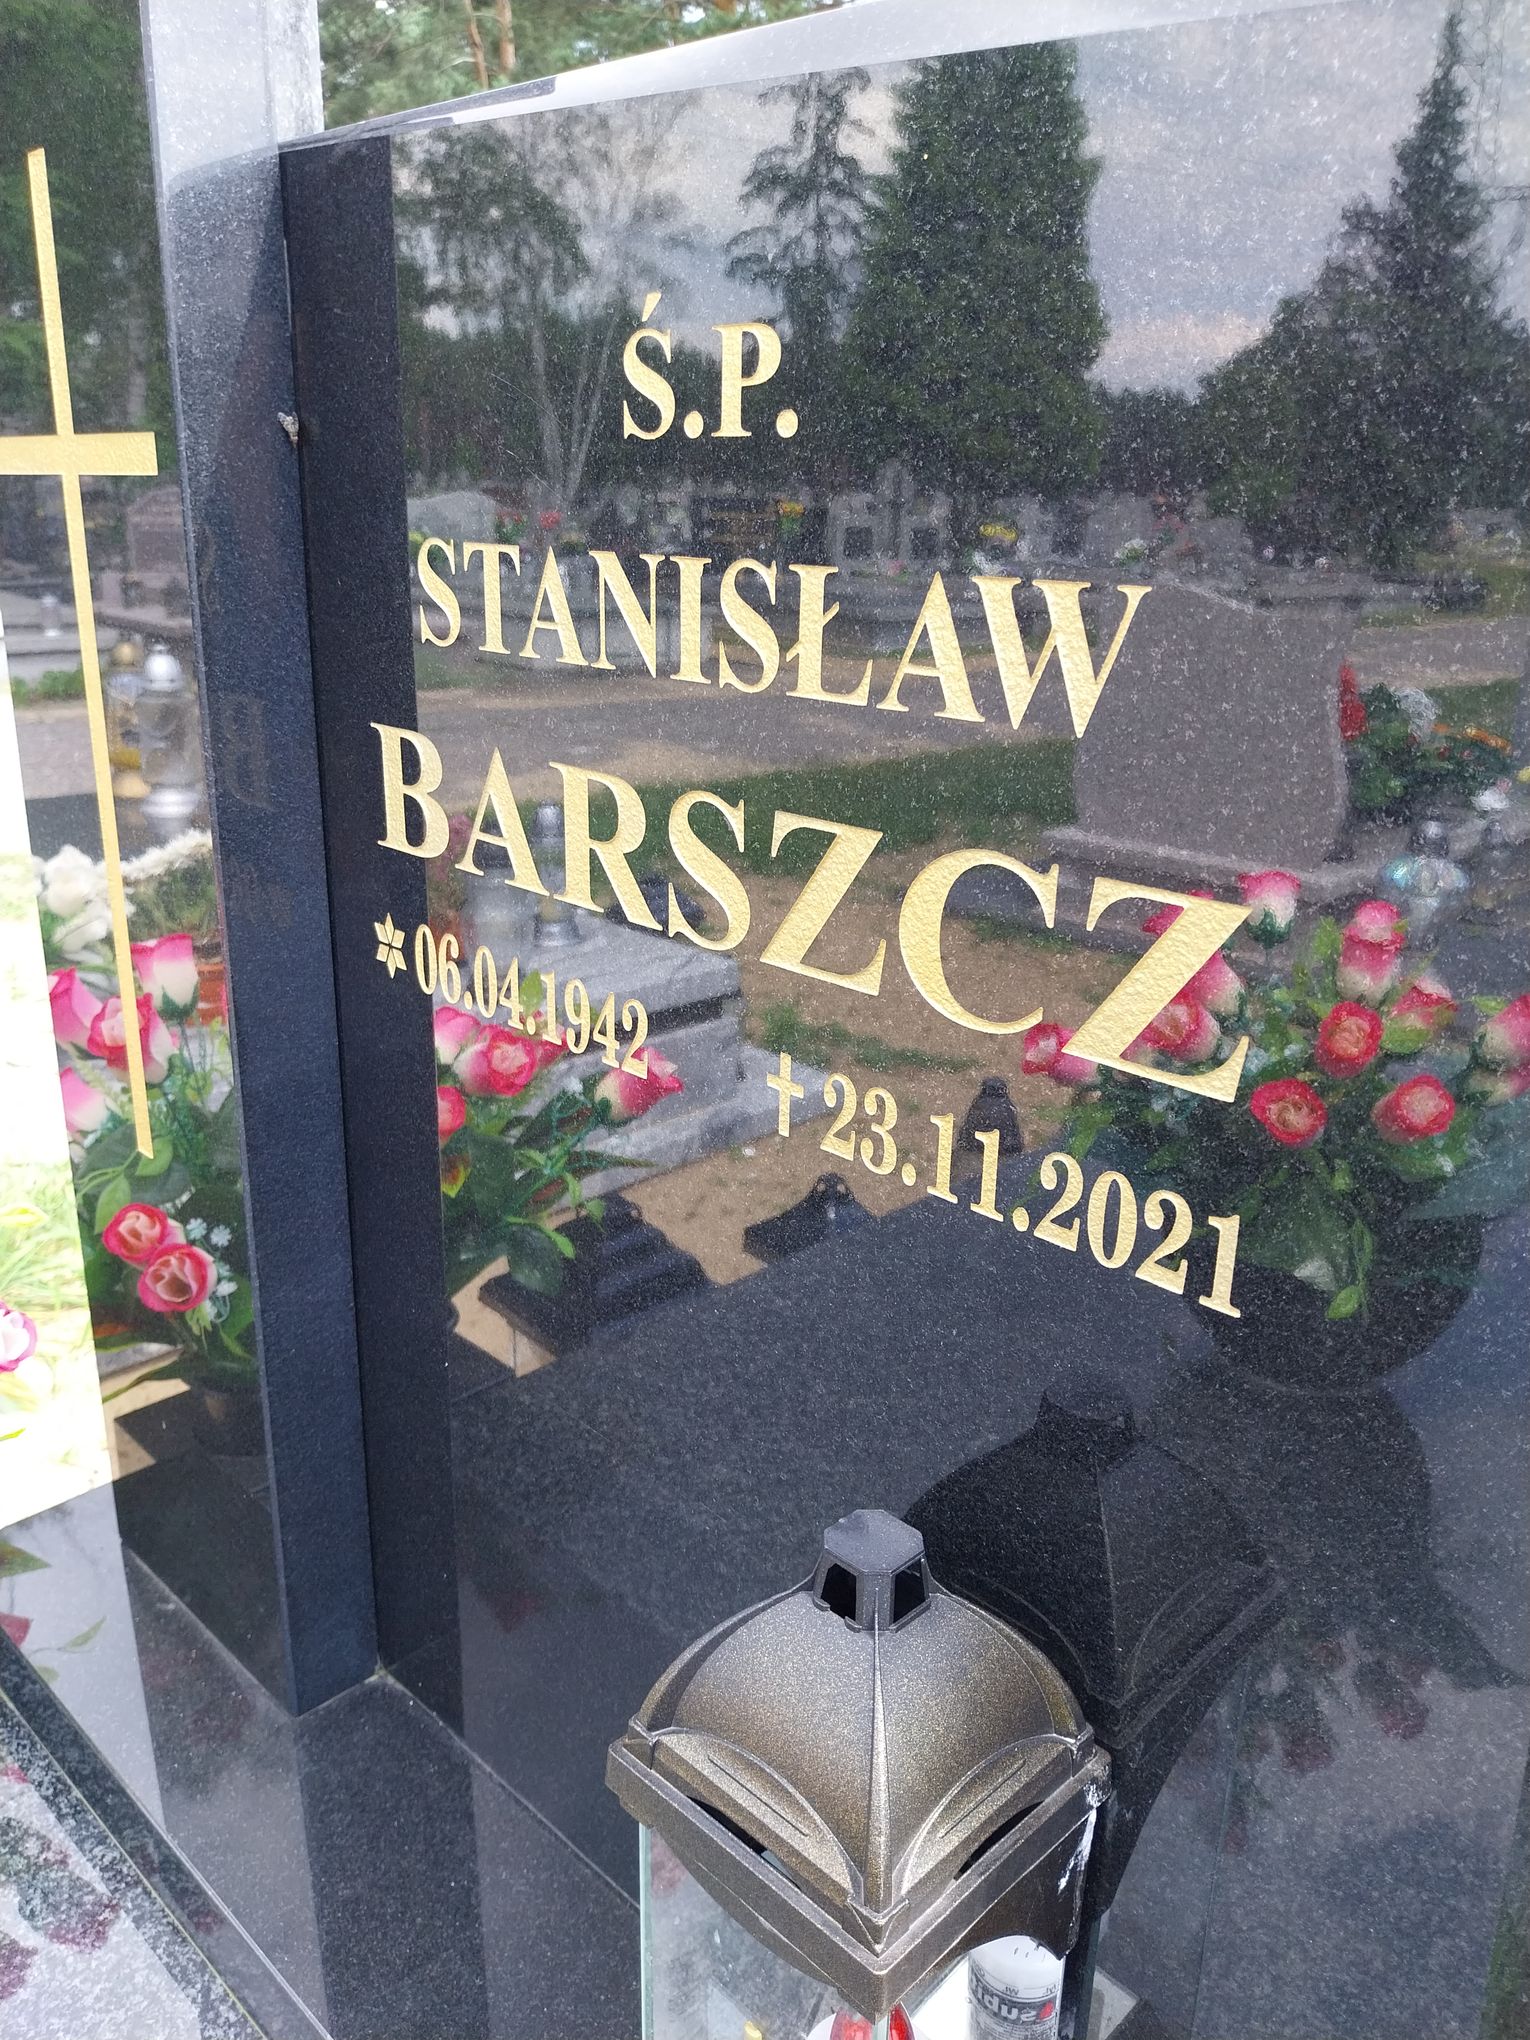 Ś.P.
STANISŁAW
BARSZCZ
06.04.1942
23.11.2021